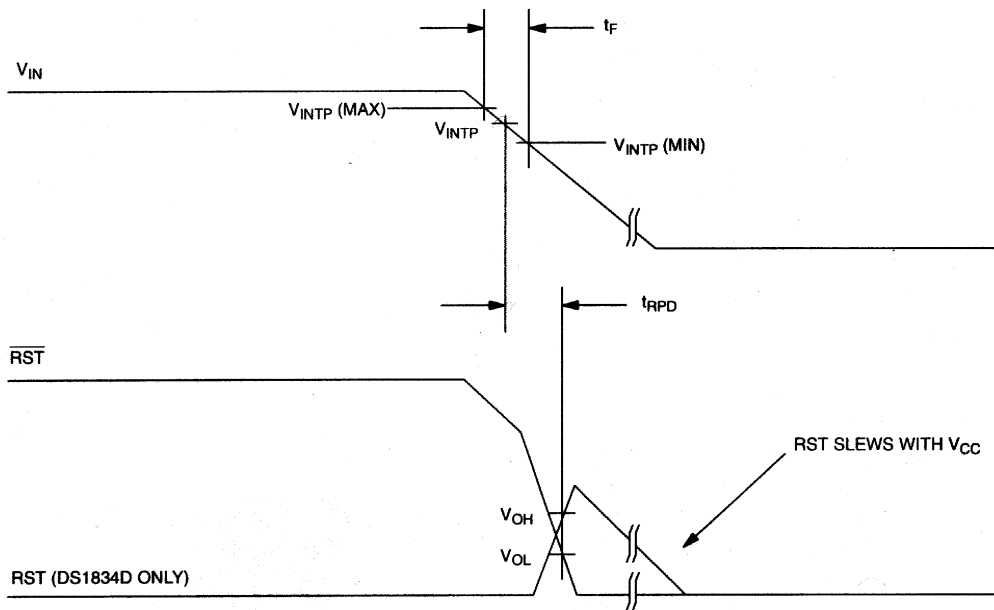 tF
VIN
VINTP (MAX)
VINTP
VINTP (MIN)
tRPD
RST
RST SLEWS WITH VCC
VOH
VOL
RST (DS1834D ONLY)